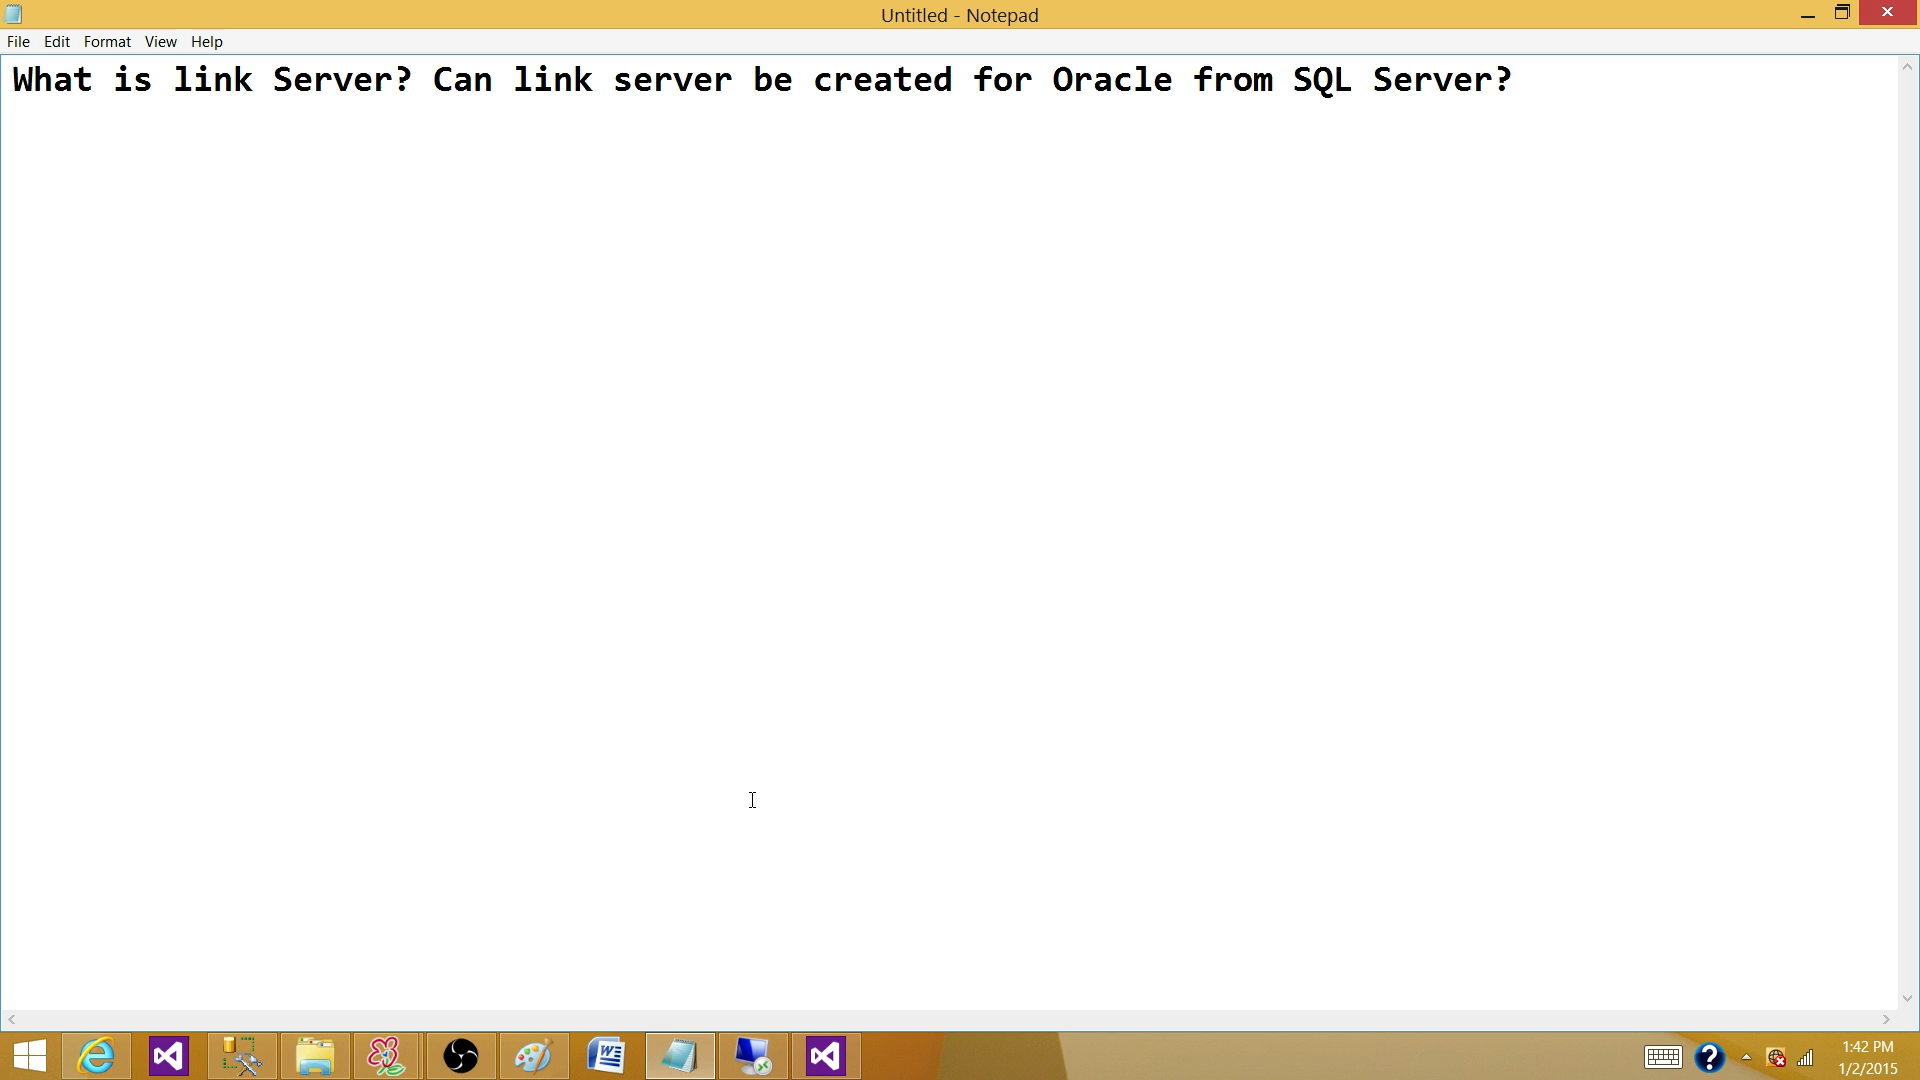 Untitled - Notepad
File Edit Format View Help
What is link Server? Can link server be created for Oracle from SQL Server?
1:42 PM
1/2/2015